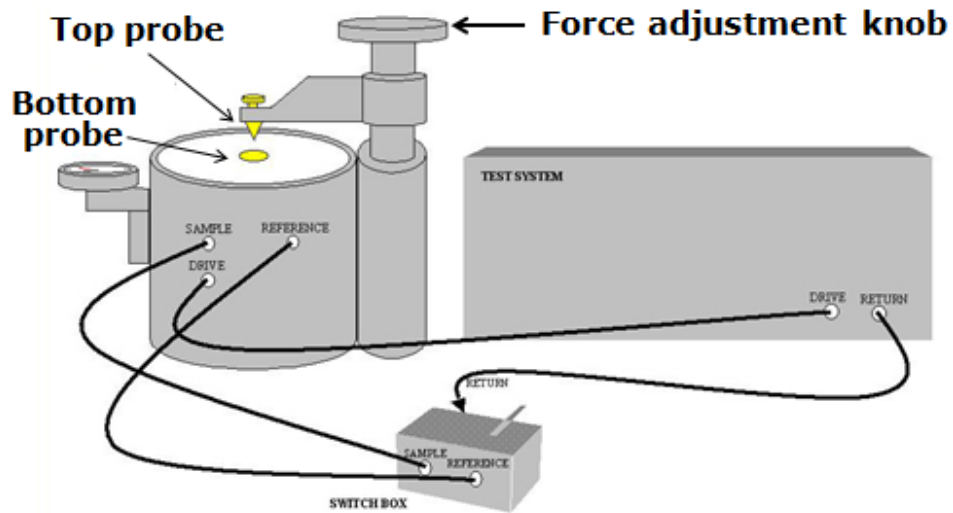 Top probe
Force adjustment knob
Bottom
probe
TEST SYSTEM
SAMPLE
REFERENCE
DRIVE
DRIVE
RETURN
RETURN
SAMPLE
REFERENCE
SWITCH BOX